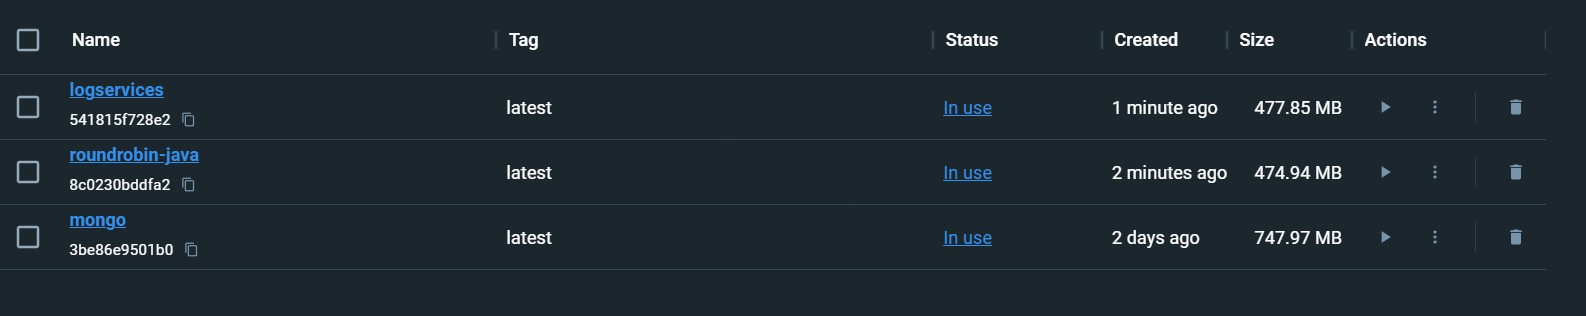 Name Tag Status Created Size Actions
logservices
541815f728e2 latest In use 1 minute ago 477.85 MB
roundrobin-java
8c0230bddfa2 latest In use 2 minutes ago 474.94 MB
mongo
3be86e9501b0 latest In use 2 days ago 747.97 MB